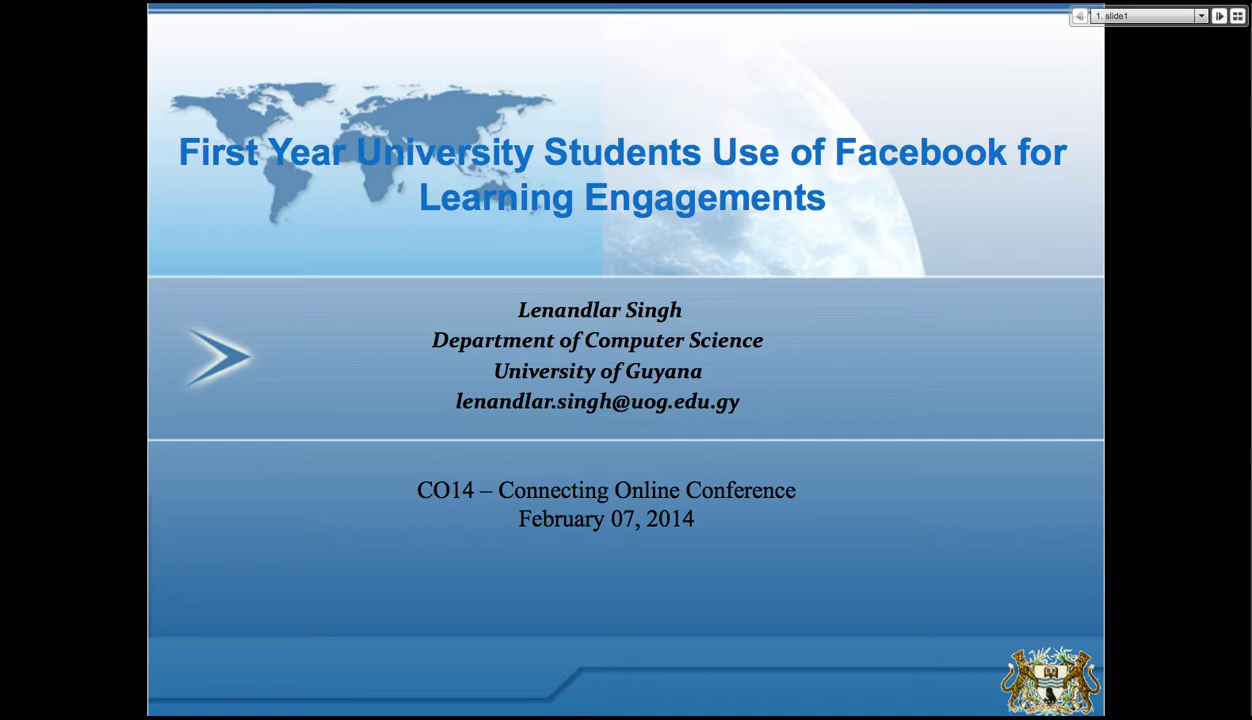 1. slide1
First Year University Students Use of Facebook for
Learning Engagements
Lenandlar Singh
Department of Computer Science
University of Guyana
lenandlar.singh@uog.edu.gy
CO14 – Connecting Online Conference
February 07, 2014